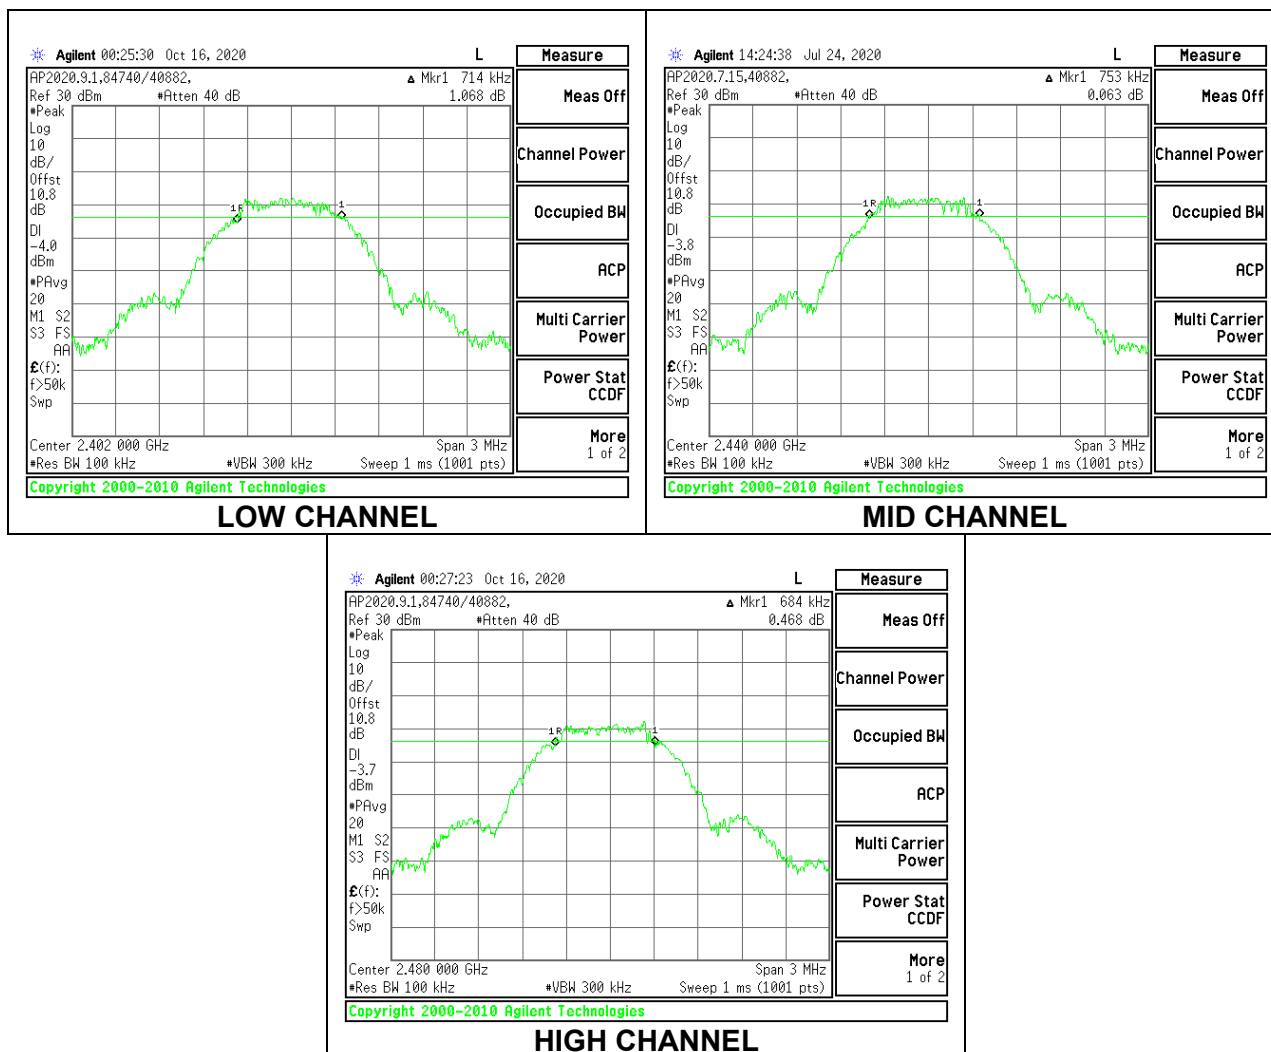 Agilent 00:25:30 Oct 16, 2020 L
Measure
AP2020.9.1,84740/40882,
Δ Mkr1 714 kHz
Ref 30 dBm #Atten 40 dB 1.068 dB
#Peak
Log
10
dB/
Offst
10.8
dB
DI
-4.0
dBm
#PAvg
20
M1 S2
S3 FS
AA
£(f):
f>50k
Swp
1R
1
Center 2.402 000 GHz Span 3 MHz
#Res BW 100 kHz #VBW 300 kHz Sweep 1 ms (1001 pts)
Copyright 2000-2010 Agilent Technologies
Meas Off
Channel Power
Occupied BW
ACP
Multi Carrier
Power
Power Stat
CCDF
More
1 of 2
LOW CHANNEL
Agilent 14:24:38 Jul 24, 2020 L
Measure
AP2020.7.15,40882,
Δ Mkr1 753 kHz
Ref 30 dBm #Atten 40 dB 0.063 dB
#Peak
Log
10
dB/
Offst
10.8
dB
DI
-3.8
dBm
#PAvg
20
M1 S2
S3 FS
AA
£(f):
f>50k
Swp
1R
1
Center 2.440 000 GHz Span 3 MHz
#Res BW 100 kHz #VBW 300 kHz Sweep 1 ms (1001 pts)
Copyright 2000-2010 Agilent Technologies
Meas Off
Channel Power
Occupied BW
ACP
Multi Carrier
Power
Power Stat
CCDF
More
1 of 2
MID CHANNEL
Agilent 00:27:23 Oct 16, 2020 L
Measure
AP2020.9.1,84740/40882,
Δ Mkr1 684 kHz
Ref 30 dBm #Atten 40 dB 0.468 dB
#Peak
Log
10
dB/
Offst
10.8
dB
DI
-3.7
dBm
#PAvg
20
M1 S2
S3 FS
AA
£(f):
f>50k
Swp
1R
1
Center 2.480 000 GHz Span 3 MHz
#Res BW 100 kHz #VBW 300 kHz Sweep 1 ms (1001 pts)
Copyright 2000-2010 Agilent Technologies
Meas Off
Channel Power
Occupied BW
ACP
Multi Carrier
Power
Power Stat
CCDF
More
1 of 2
HIGH CHANNEL